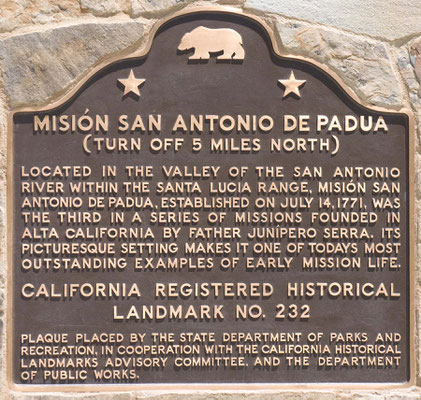 MISIÓN SAN ANTONIO DE PADUA
(TURN OFF 5 MILES NORTH)
LOCATED IN THE VALLEY OF THE SAN ANTONIO
RIVER WITHIN THE SANTA LUCIA RANGE, MISIÓN SAN
ANTONIO DE PADUA, ESTABLISHED ON JULY 14, 1771, WAS
THE THIRD IN A SERIES OF MISSIONS FOUNDED IN
ALTA CALIFORNIA BY FATHER JUNÍPERO SERRA. ITS
PICTURESQUE SETTING MAKES IT ONE OF TODAYS MOST
OUTSTANDING EXAMPLES OF EARLY MISSION LIFE.
CALIFORNIA REGISTERED HISTORICAL
LANDMARK NO. 232
PLAQUE PLACED BY THE STATE DEPARTMENT OF PARKS AND
RECREATION, IN COOPERATION WITH THE CALIFORNIA HISTORICAL
LANDMARKS ADVISORY COMMITTEE, AND THE DEPARTMENT
OF PUBLIC WORKS.